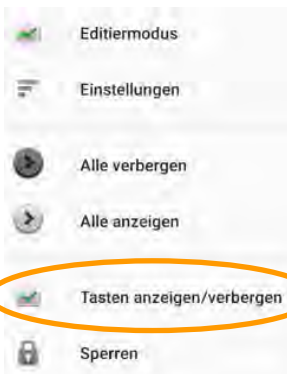 Editiermodus
Einstellungen
Alle verbergen
Alle anzeigen
Tasten anzeigen/verbergen
Sperren